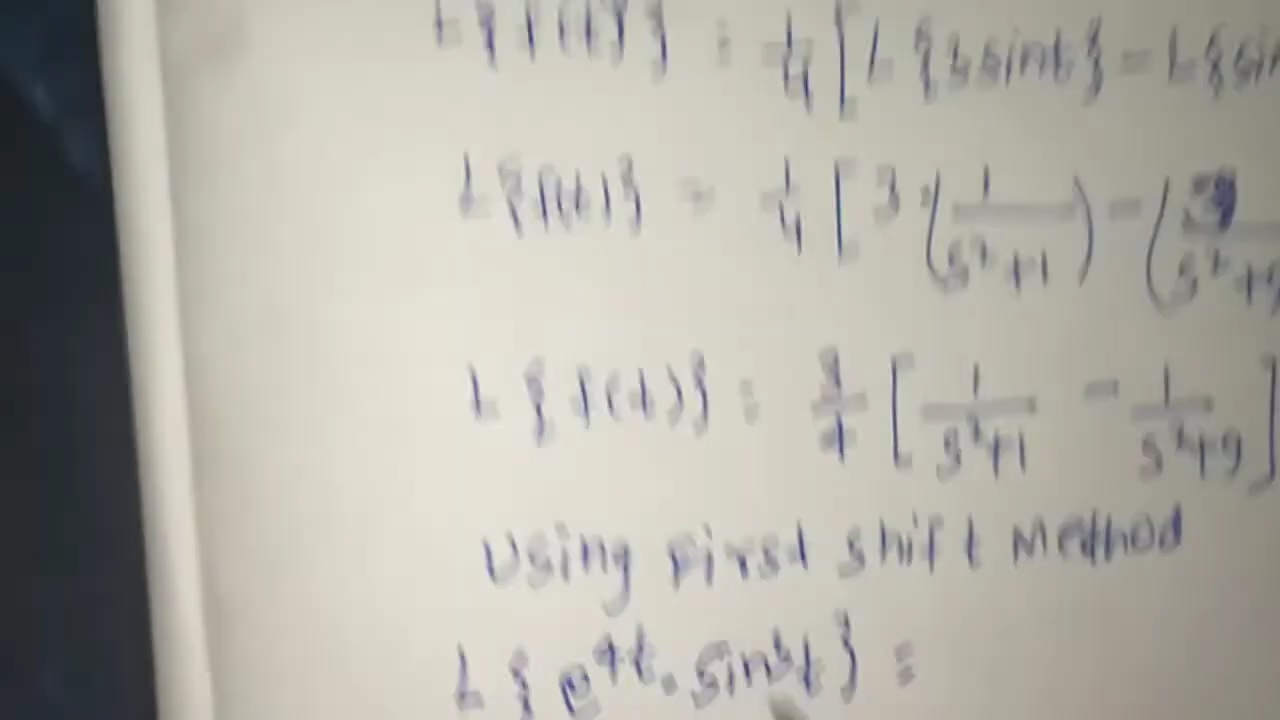 L{f(t)} = 1/4 [L{3sint} - L{sin
L{f(t)} = 1/4 [3·(1/(s²+1)) - (3/(s²+9
L{f(t)} = 3/4 [1/(s²+1) - 1/(s²+9)]
Using First shift Method
L{e^4t. sin³t} =